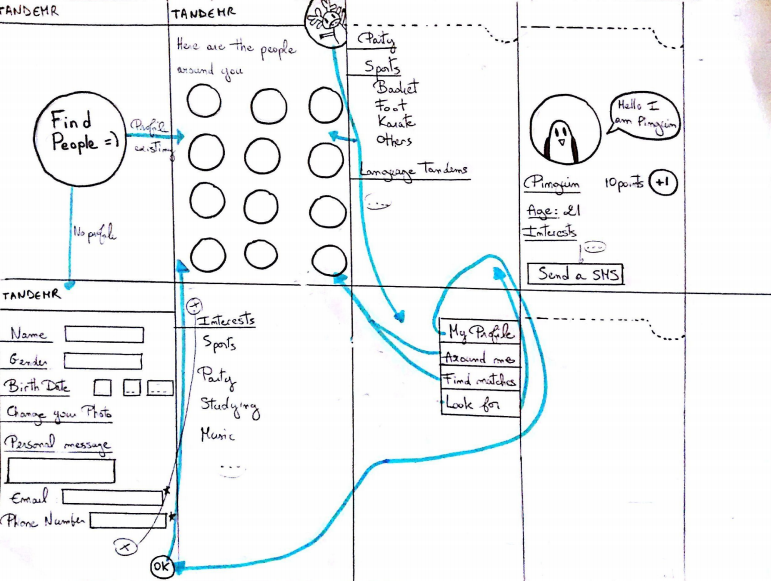 TANDEMR
Find
People =)
Profile
existing
No profile
TANDEMR
Here are the people
around you
Party
Sports
Basket
Foot
Karate
Others
Language Tandems
...
Hello I
am Pinguin
Pinguin 10 points +1
Age: 21
Interests
...
Send a SMS
TANDEMR
Name
Gender
Birth Date
Change your Photo
Personal message
Email *
Phone Number *
x
OK
x
Interests
Sports
Party
Studying
Music
...
My Profile
Around me
Find matches
Look for